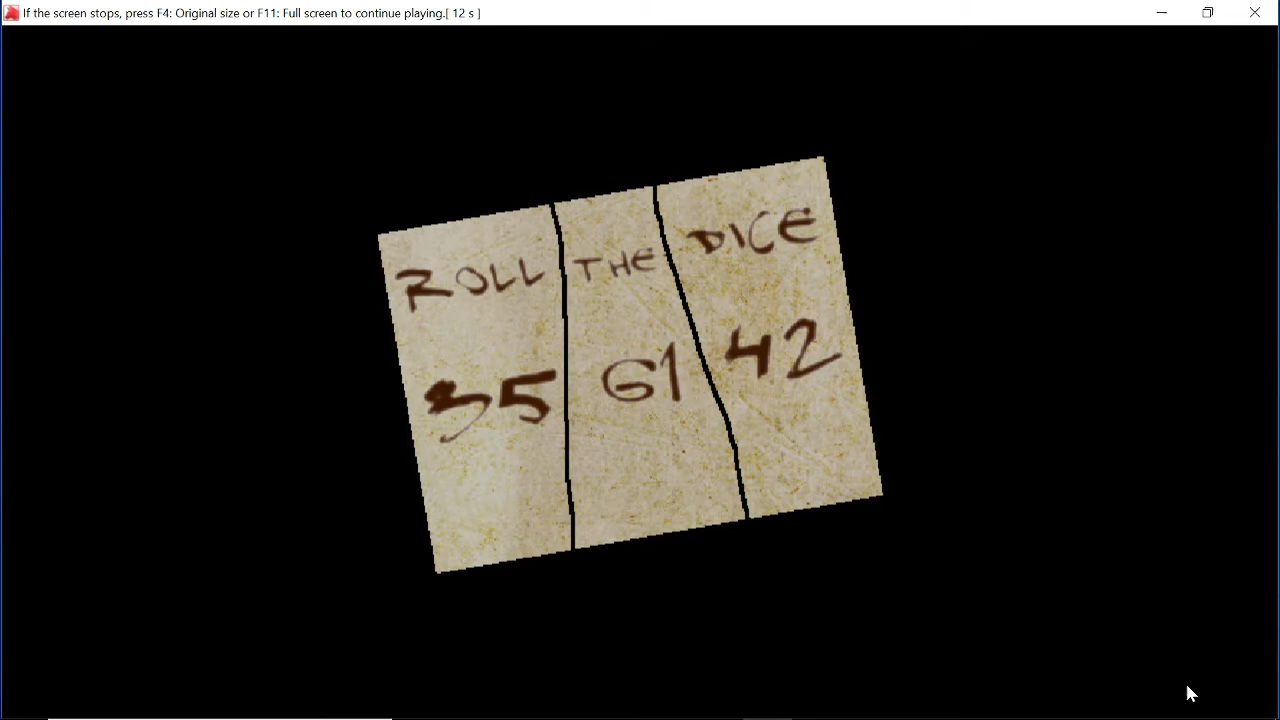 If the screen stops, press F4: Original size or F11: Full screen to continue playing.[ 12 s ]
ROLL THE DICE
35 61 42